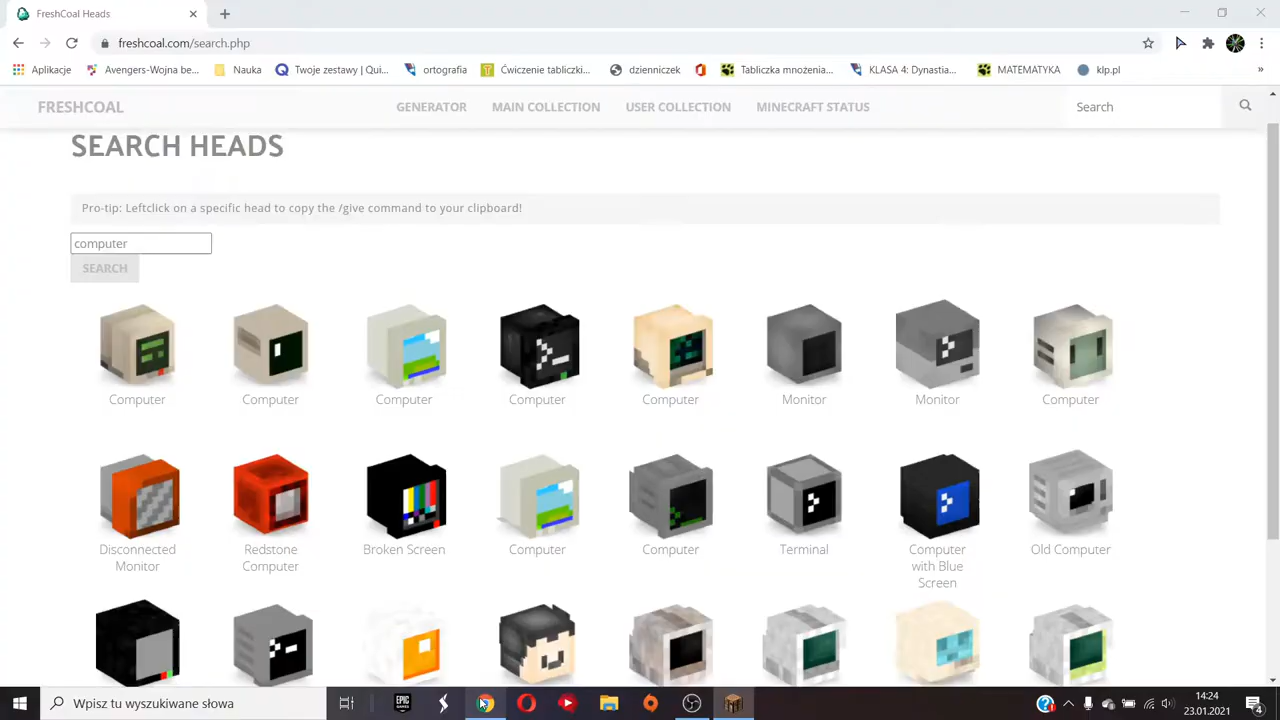 FreshCoal Heads
freshcoal.com/search.php
Aplikacje
Avengers-Wojna be...
Nauka
Twoje zestawy | Qui...
ortografia
Ćwiczenie tabliczki...
dzienniczek
Tabliczka mnożenia...
KLASA 4: Dynastia...
MATEMATYKA
klp.pl
»
FRESHCOAL
GENERATOR
MAIN COLLECTION
USER COLLECTION
MINECRAFT STATUS
Search
SEARCH HEADS
Pro-tip: Leftclick on a specific head to copy the /give command to your clipboard!
computer
SEARCH
Computer
Computer
Computer
Computer
Computer
Monitor
Monitor
Computer
Disconnected
Monitor
Redstone
Computer
Broken Screen
Computer
Computer
Terminal
Computer
with Blue
Screen
Old Computer
Wpisz tu wyszukiwane słowa
EPIC
GAMES
14:24
23.01.2021
4